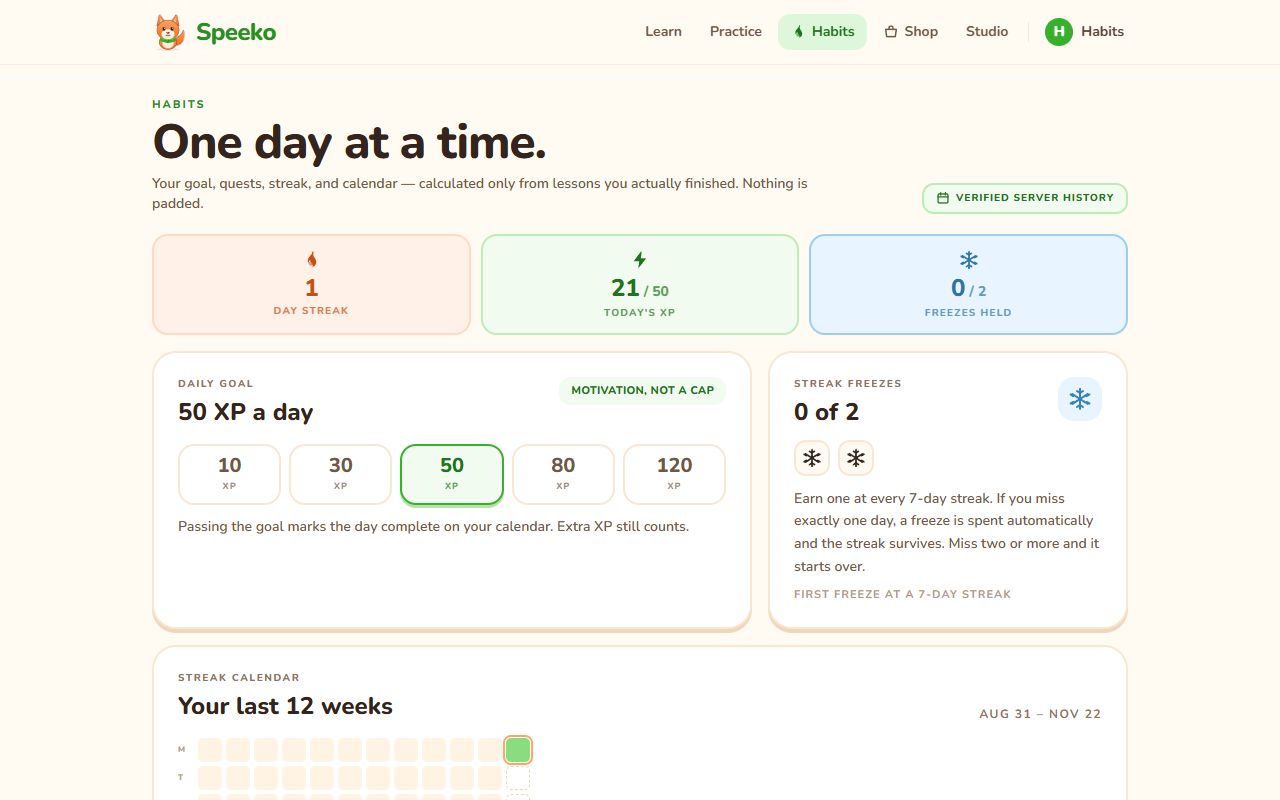 Speeko
Learn
Practice
Habits
Shop
Studio
H
Habits
HABITS
One day at a time.
Your goal, quests, streak, and calendar — calculated only from lessons you actually finished. Nothing is
padded.
VERIFIED SERVER HISTORY
1
DAY STREAK
21 / 50
TODAY'S XP
0 / 2
FREEZES HELD
DAILY GOAL
50 XP a day
MOTIVATION, NOT A CAP
10
XP
30
XP
50
XP
80
XP
120
XP
Passing the goal marks the day complete on your calendar. Extra XP still counts.
STREAK FREEZES
0 of 2
Earn one at every 7-day streak. If you miss
exactly one day, a freeze is spent automatically
and the streak survives. Miss two or more and it
starts over.
FIRST FREEZE AT A 7-DAY STREAK
STREAK CALENDAR
Your last 12 weeks
AUG 31 – NOV 22
M
T